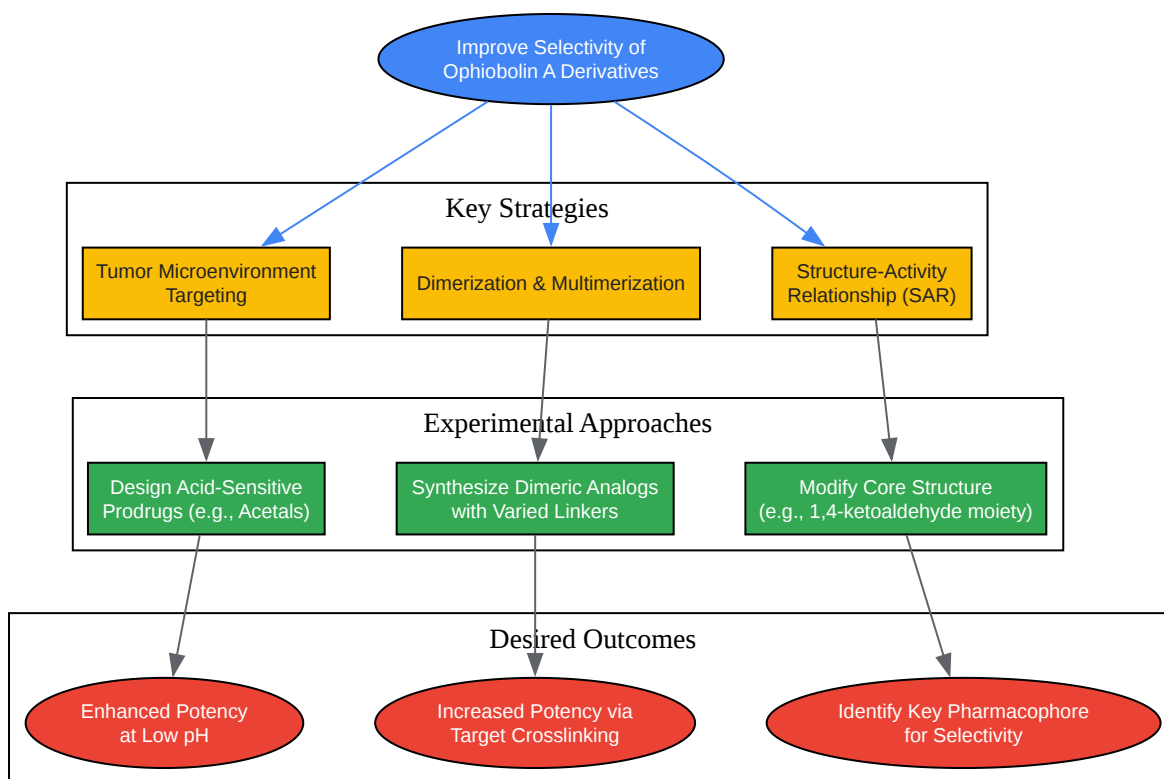 Improve Selectivity of
Ophiobolin A Derivatives
Key Strategies
Tumor Microenvironment
Targeting
Dimerization & Multimerization
Structure-Activity
Relationship (SAR)
Experimental Approaches
Design Acid-Sensitive
Prodrugs (e.g., Acetals)
Synthesize Dimeric Analogs
with Varied Linkers
Modify Core Structure
(e.g., 1,4-ketoaldehyde moiety)
Desired Outcomes
Enhanced Potency
at Low pH
Increased Potency via
Target Crosslinking
Identify Key Pharmacophore
for Selectivity